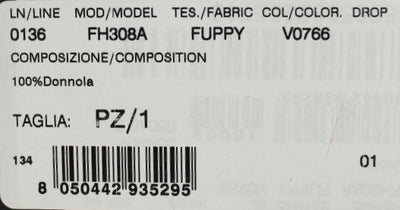 LN/LINE MOD/MODEL TES./FABRIC COL/COLOR. DROP
0136 FH308A FUPPY V0766
COMPOSIZIONE/COMPOSITION
100%Donnola
TAGLIA: PZ/1
134 01
8 050442 935295